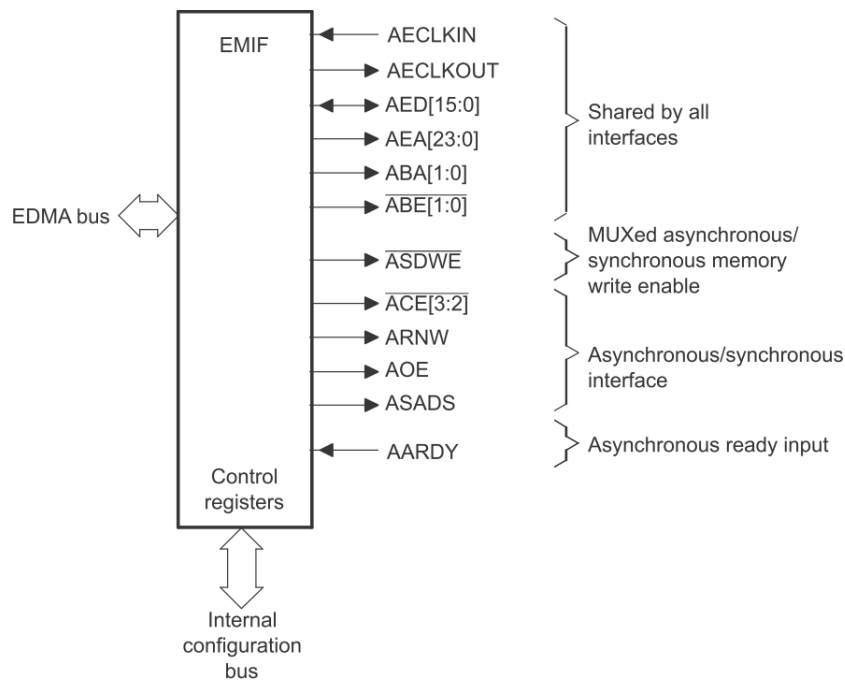 EMIF
AECLKIN
AECLKOUT
AED[15:0]
AEA[23:0]
ABA[1:0]
ABE[1:0]
Shared by all
interfaces
EDMA bus
ASDWE
MUXed asynchronous/
synchronous memory
write enable
ACE[3:2]
ARNW
AOE
ASADS
Asynchronous/synchronous
interface
AARDY
Asynchronous ready input
Control
registers
Internal
configuration
bus